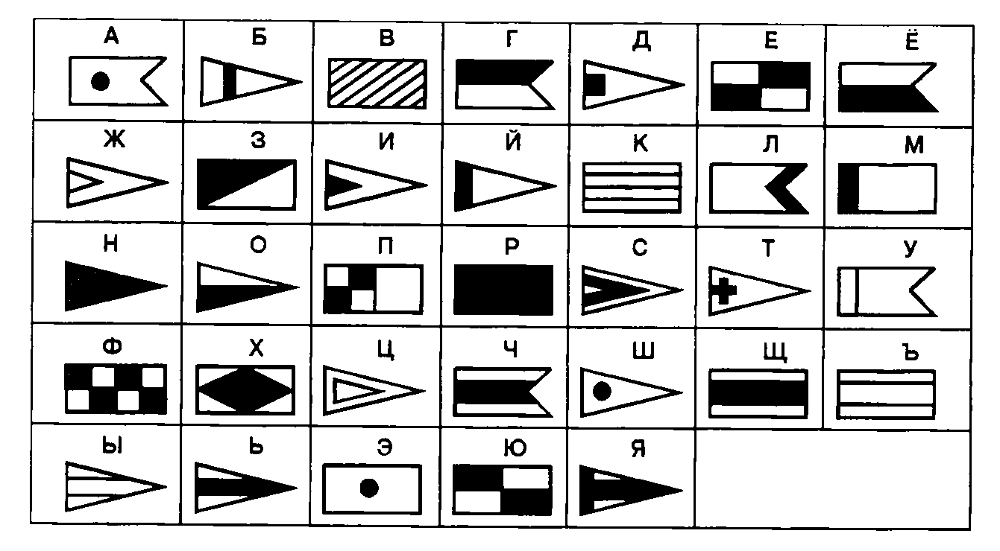 А Б В Г Д Е Ё
Ж З И Й К Л М
Н О П Р С Т У
Ф Х Ц Ч Ш Щ Ъ
Ы Ь Э Ю Я